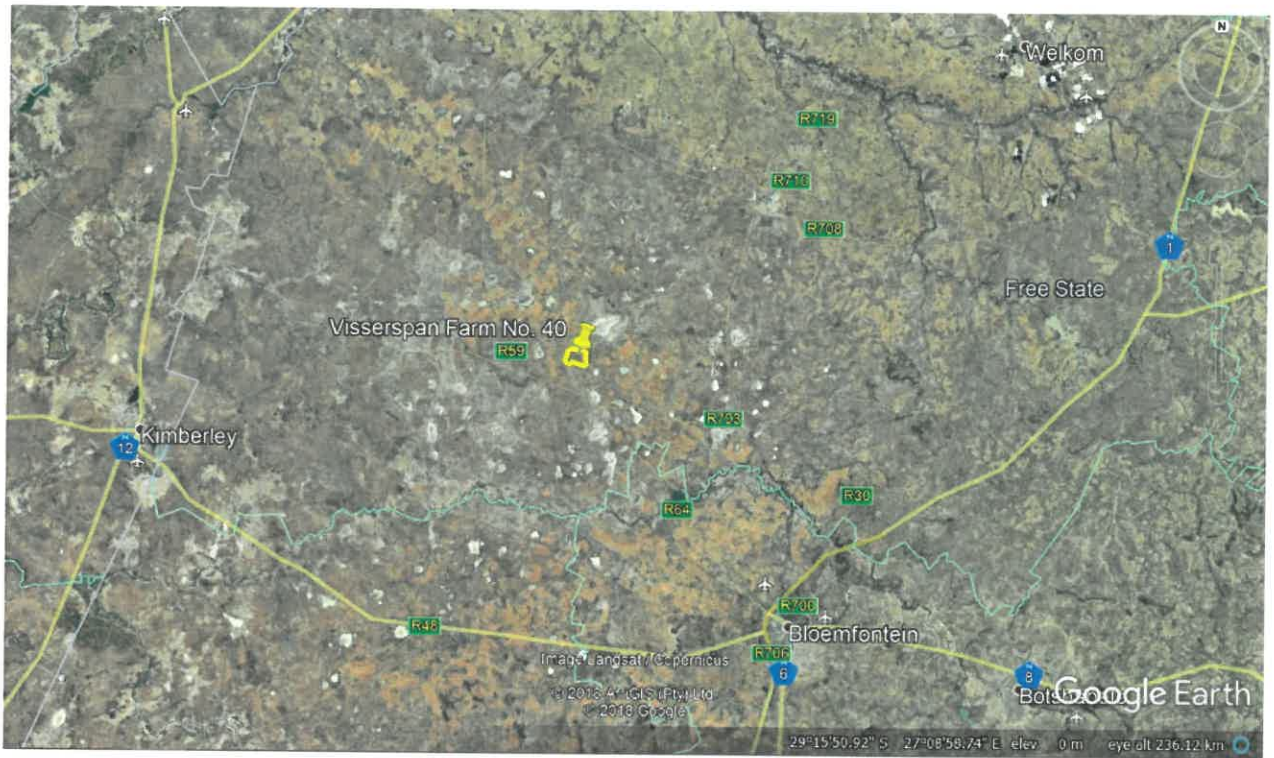 N
Welkom
R719
R710
R708
1
Free State
Visserspan Farm No. 40
R59
R703
Kimberley
12
R30
R64
R700
R48
Bloemfontein
R706
Image Landsat / Copernicus
6
8
© 2018 AfriGIS (Pty) Ltd.
© 2018 Google
Google Earth
29°15'50.92" S 27°08'58.74" E elev 0 m eye alt 236.12 km